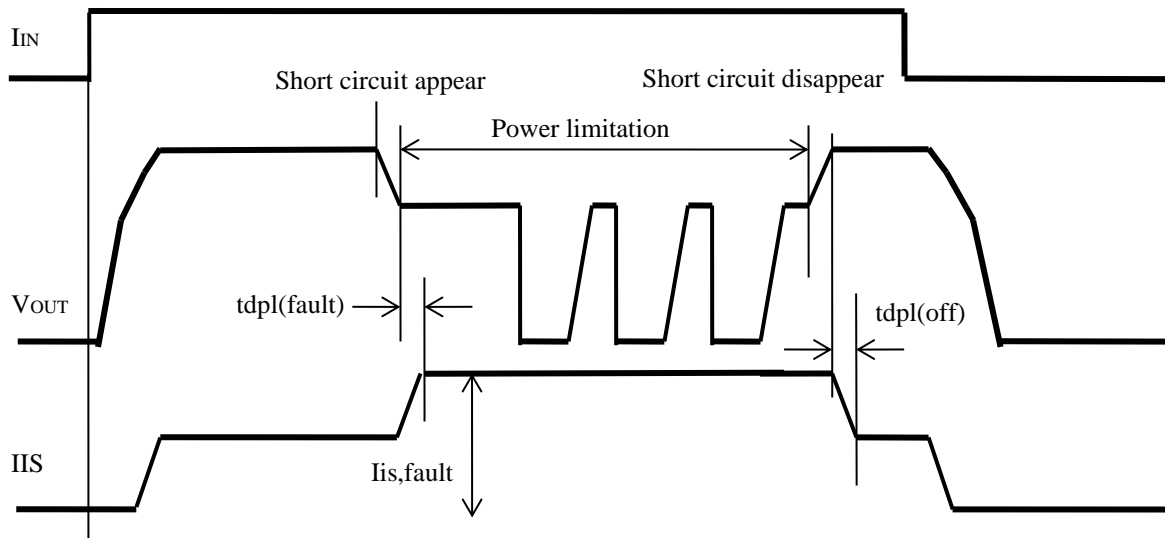 IIN
Short circuit appear
Short circuit disappear
Power limitation
VOUT
tdpl(fault)
tdpl(off)
IIS
Iis,fault